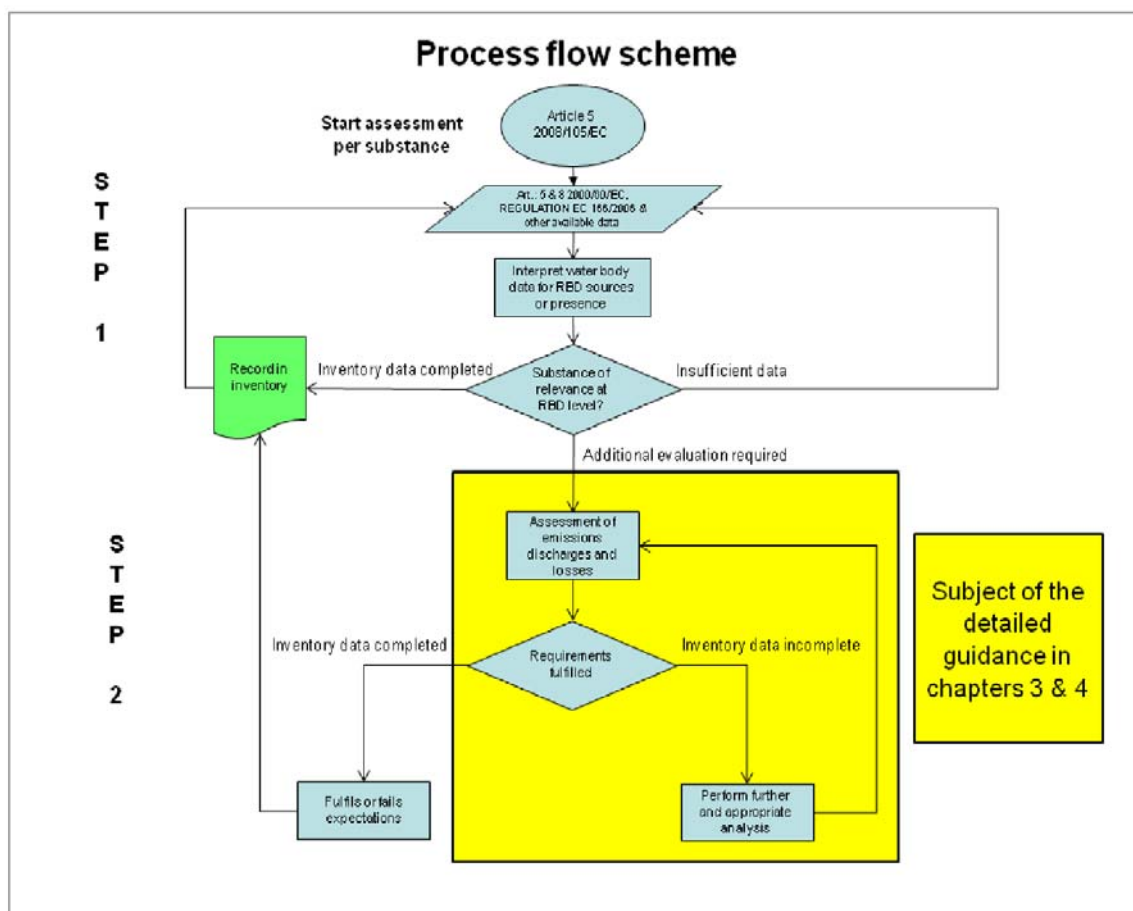 Process flow scheme
Article 5
2008/105/EC
Start assessment
per substance
STEP 1
Art.: 5 & 8 2000/60/EC,
REGULATION EC 166/2006 &
other available data
Interpret water body
data for RBD sources
or presence
Record in
inventory
Inventory data completed
Substance of
relevance at
RBD level?
Insufficient data
Additional evaluation required
STEP 2
Assessment of
emissions
discharges and
losses
Subject of the
detailed
guidance in
chapters 3 & 4
Inventory data completed
Requirements
fulfilled
Inventory data incomplete
Fulfils or fails
expectations
Perform further
and appropriate
analysis